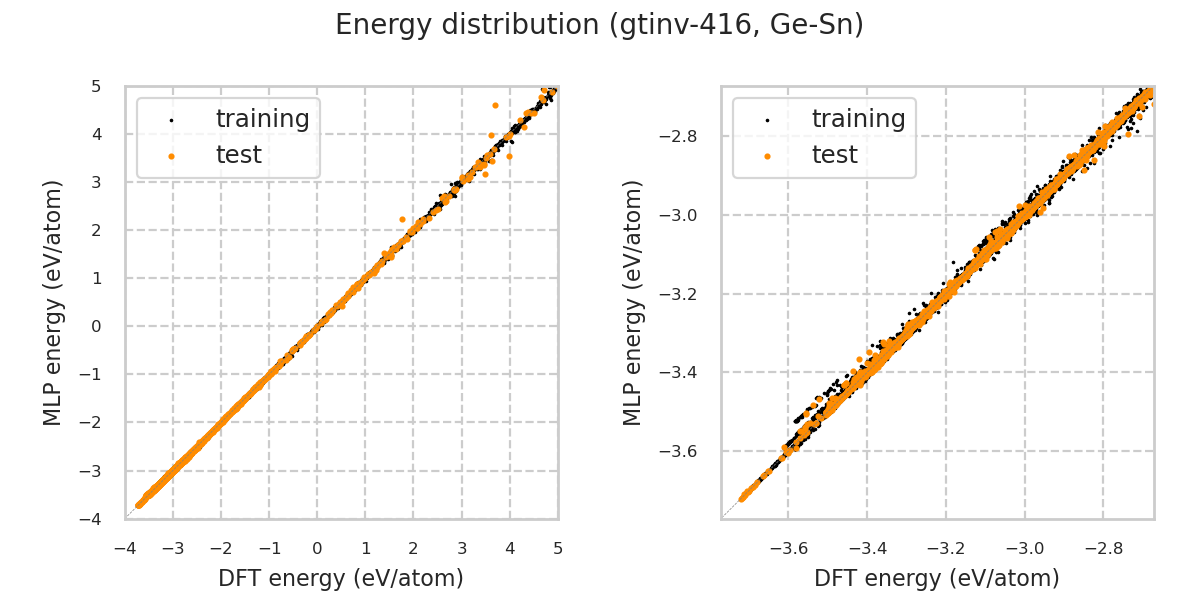 Energy distribution (gtinv-416, Ge-Sn)
training
test
5
4
3
2
1
0
−1
−2
−3
−4
−4 −3 −2 −1 0 1 2 3 4 5
MLP energy (eV/atom)
DFT energy (eV/atom)
training
test
−2.8
−3.0
−3.2
−3.4
−3.6
−3.6 −3.4 −3.2 −3.0 −2.8
MLP energy (eV/atom)
DFT energy (eV/atom)